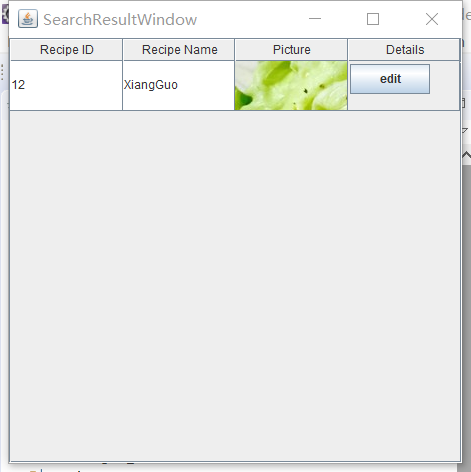 SearchResultWindow
Recipe ID Recipe Name Picture Details
12 XiangGuo edit